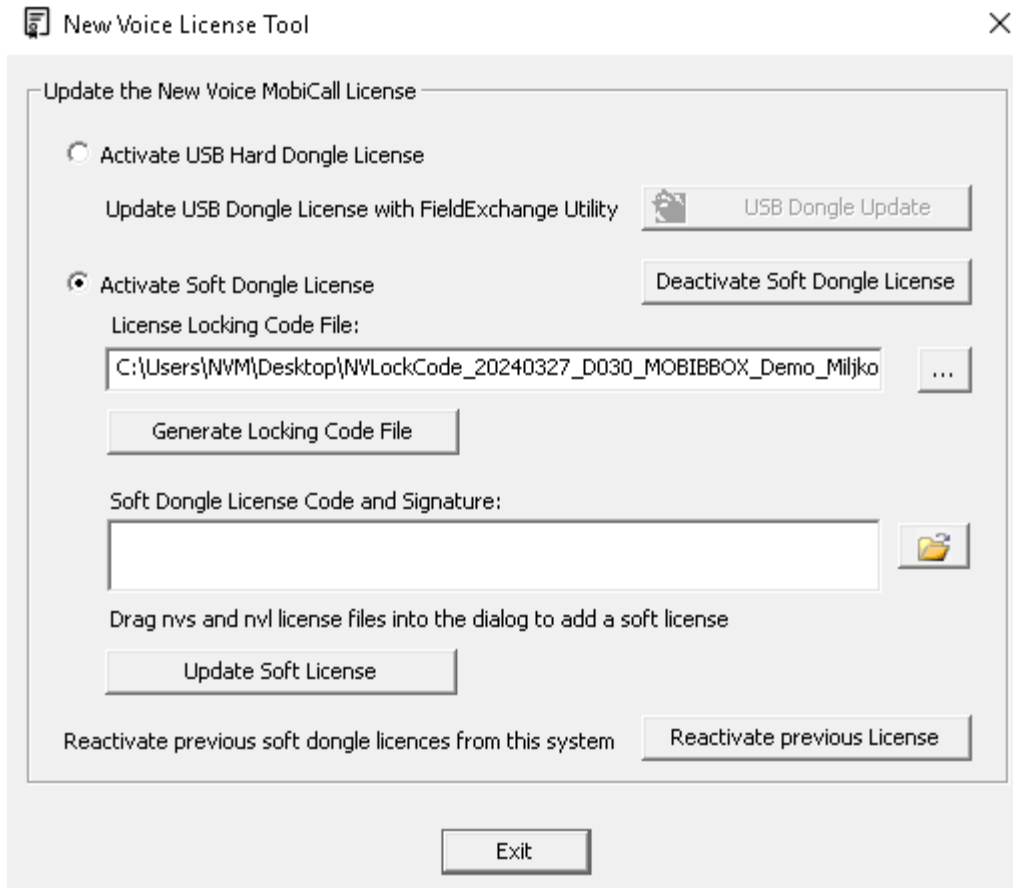 New Voice License Tool
Update the New Voice MobiCall License
Activate USB Hard Dongle License
Update USB Dongle License with FieldExchange Utility
USB Dongle Update
Activate Soft Dongle License
Deactivate Soft Dongle License
License Locking Code File:
C:\Users\NVM\Desktop\NVLockCode_20240327_D030_MOBIBBOX_Demo_Miljko
...
Generate Locking Code File
Soft Dongle License Code and Signature:
Drag nvs and nvl license files into the dialog to add a soft license
Update Soft License
Reactivate previous soft dongle licences from this system
Reactivate previous License
Exit